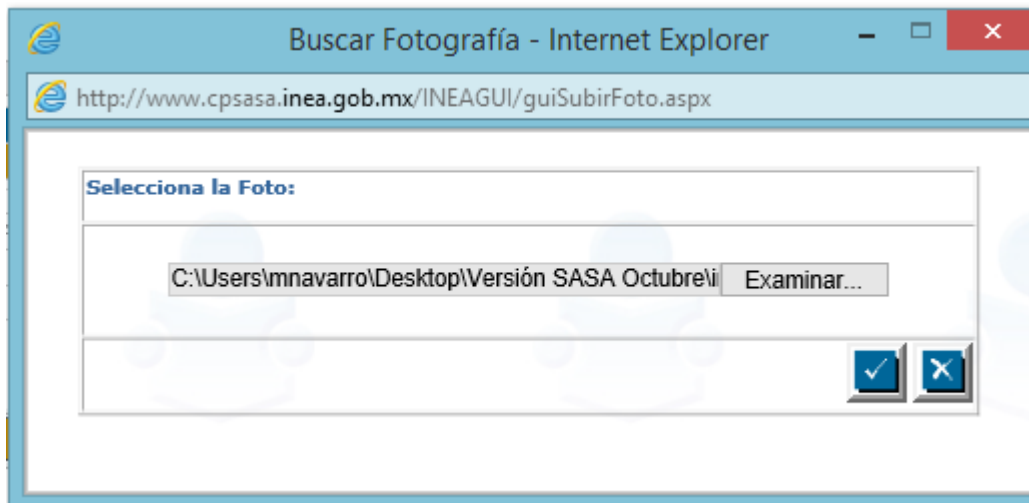 Buscar Fotografía - Internet Explorer
http://www.cpsasa.inea.gob.mx/INEAGUI/guiSubirFoto.aspx
Selecciona la Foto:
C:\Users\mnavarro\Desktop\Versión SASA Octubre\i
Examinar...